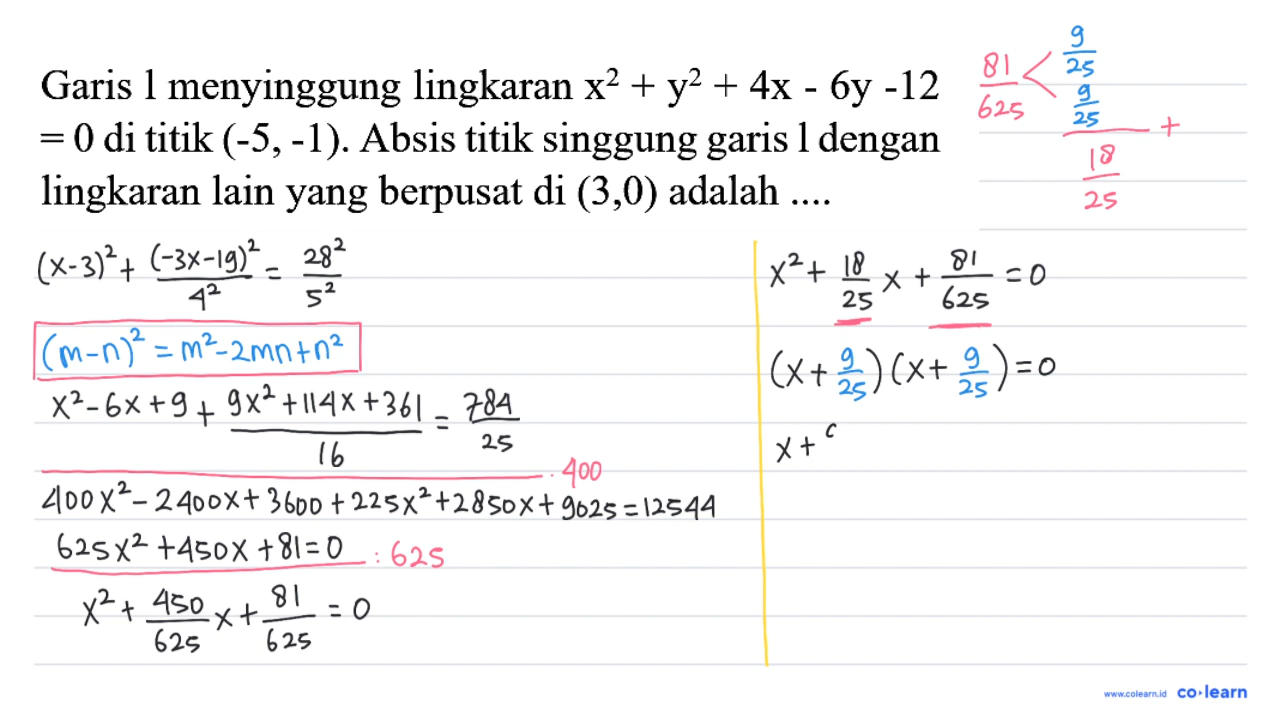 Garis l menyinggung lingkaran x² + y² + 4x - 6y -12
= 0 di titik (-5, -1). Absis titik singgung garis l dengan
lingkaran lain yang berpusat di (3,0) adalah ....
81/625 < 9/25
9/25 +
18/25
(x-3)² + (-3x-19)²/4² = 28²/5²
(m-n)² = m² - 2mn + n²
x² - 6x + 9 + (9x² + 114x + 361)/16 = 784/25
. 400
400x² - 2400x + 3600 + 225x² + 2850x + 9025 = 12544
625x² + 450x + 81 = 0 : 625
x² + 450/625 x + 81/625 = 0
x² + 18/25 x + 81/625 = 0
(x + 9/25)(x + 9/25) = 0
x +
www.colearn.id co·learn